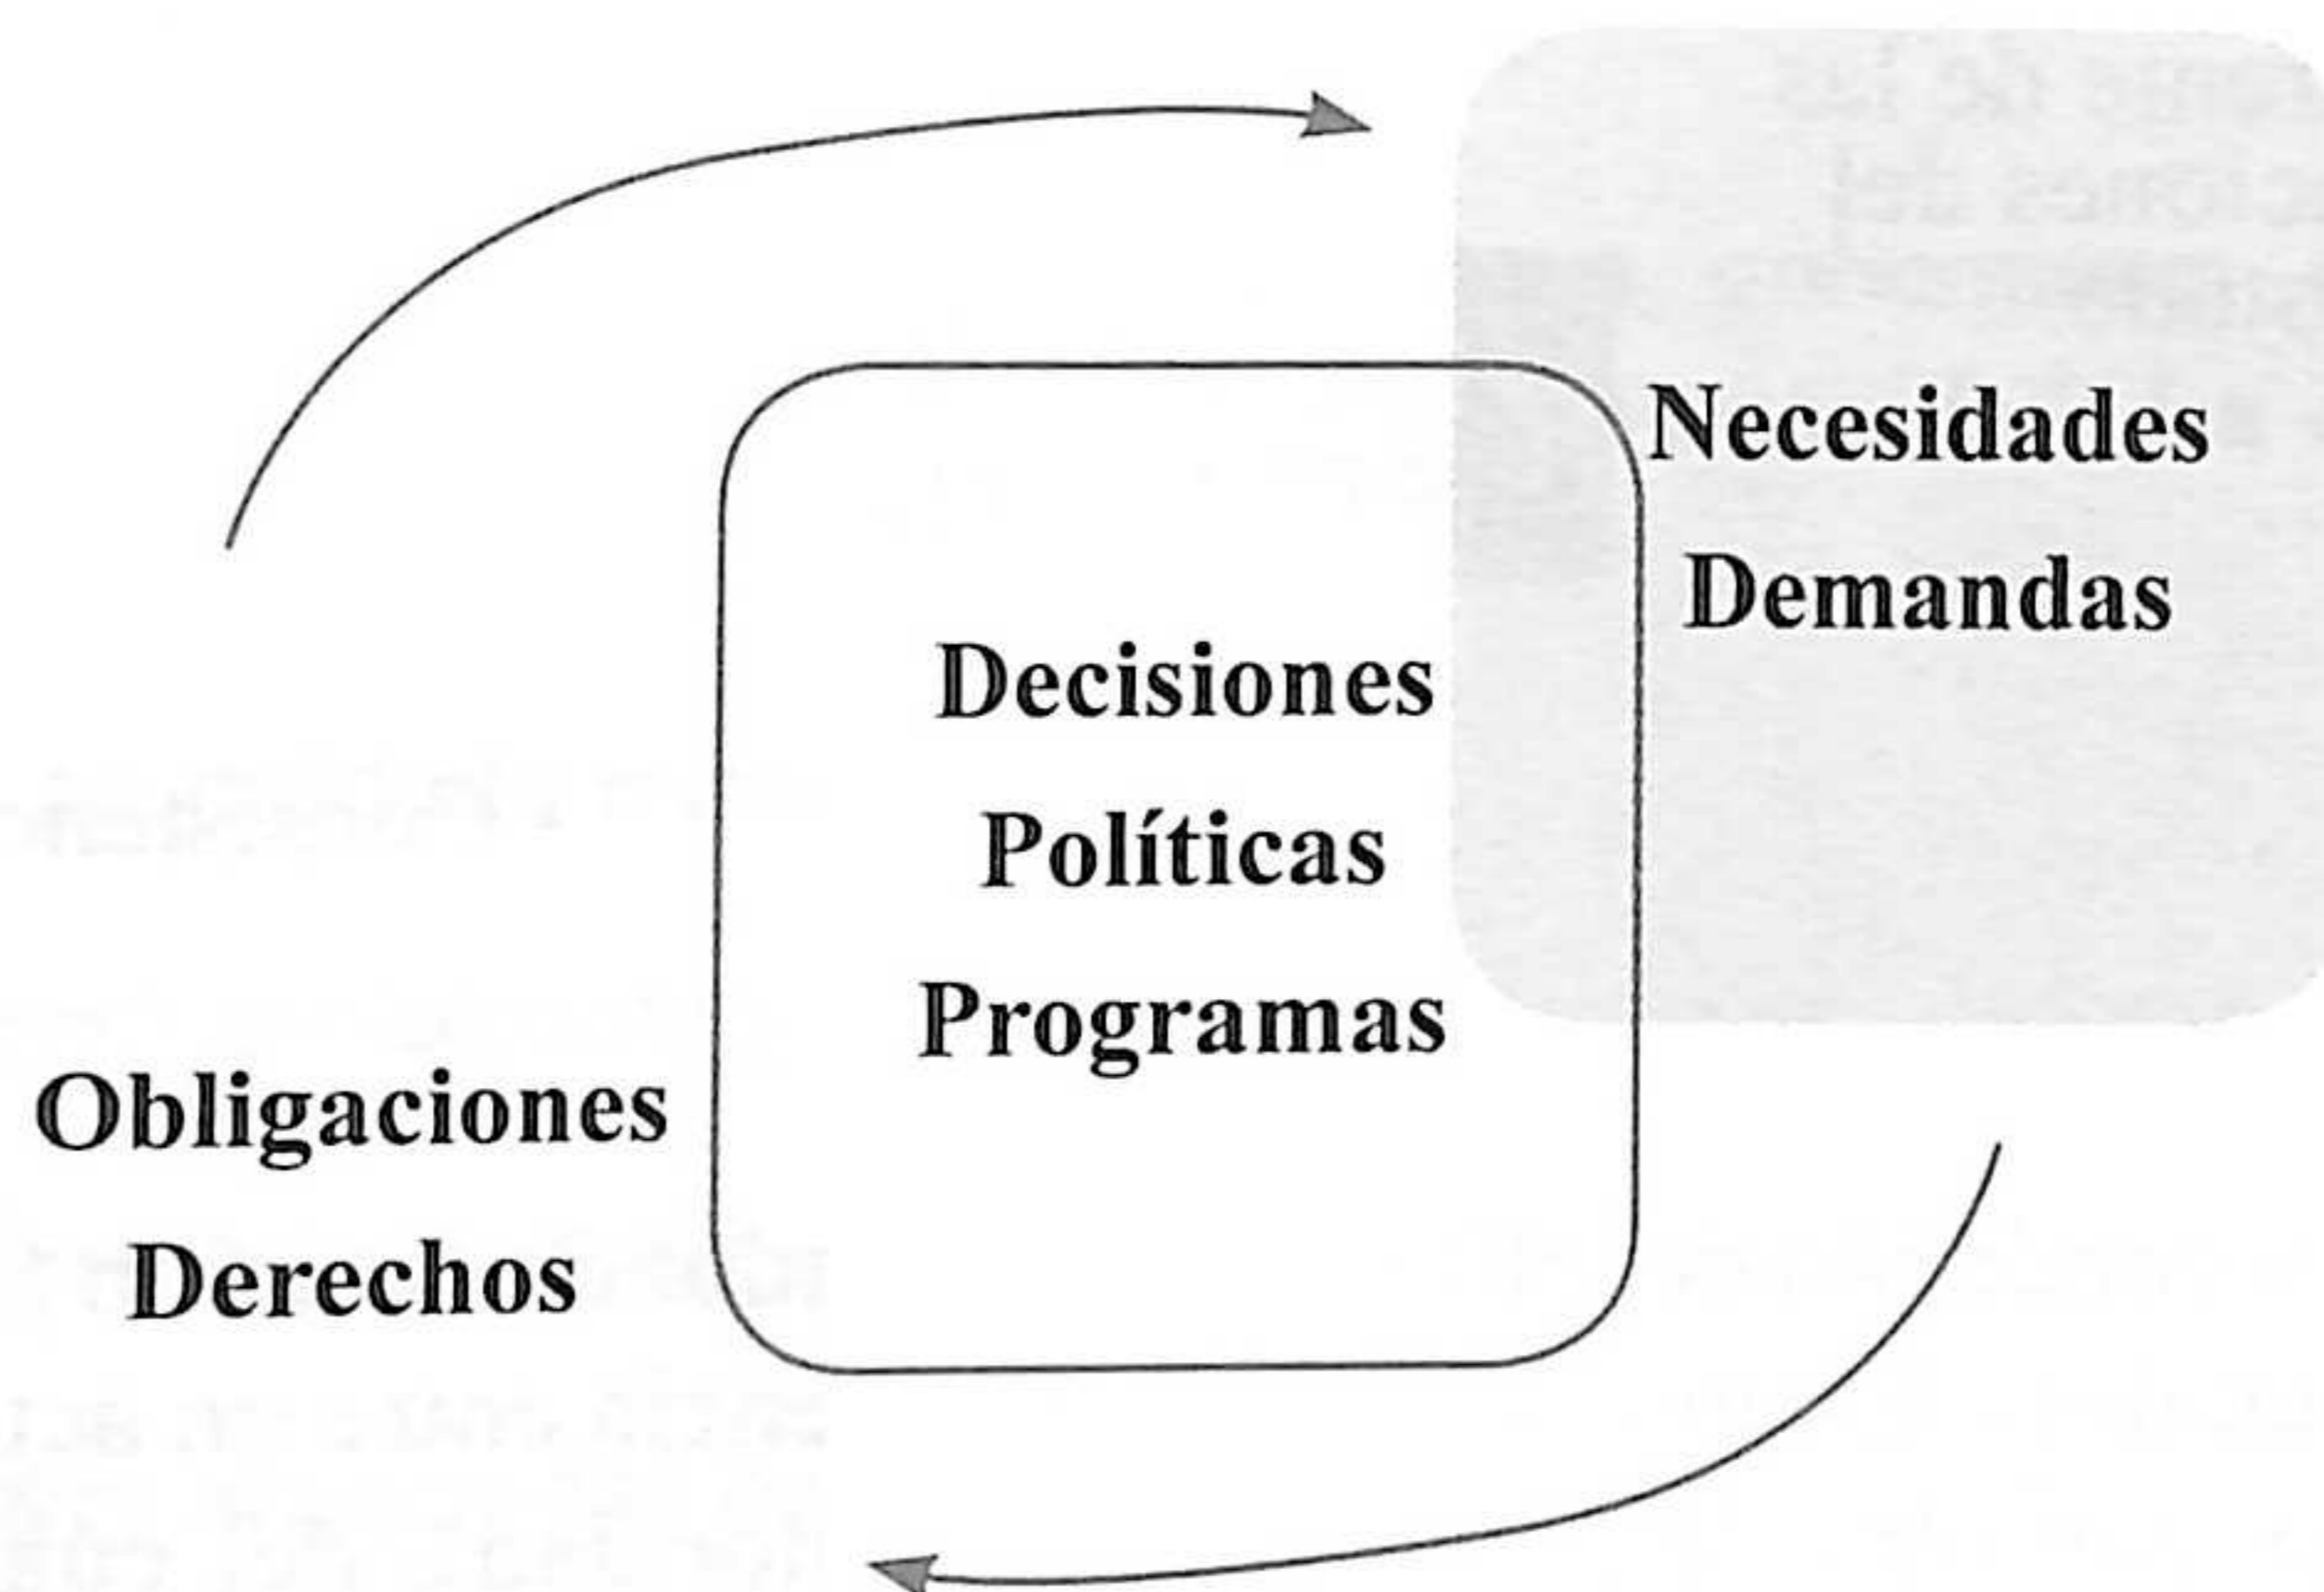 Necesidades
Demandas
Decisiones
Políticas
Programas
Obligaciones
Derechos